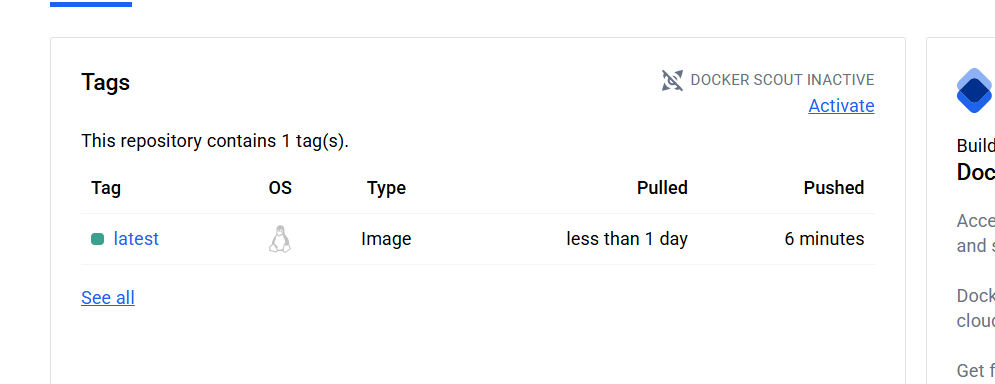 Tags
DOCKER SCOUT INACTIVE
Activate
This repository contains 1 tag(s).
Tag OS Type Pulled Pushed
latest Image less than 1 day 6 minutes
See all
Build
Doc
Acce
and s
Dock
cloud
Get f